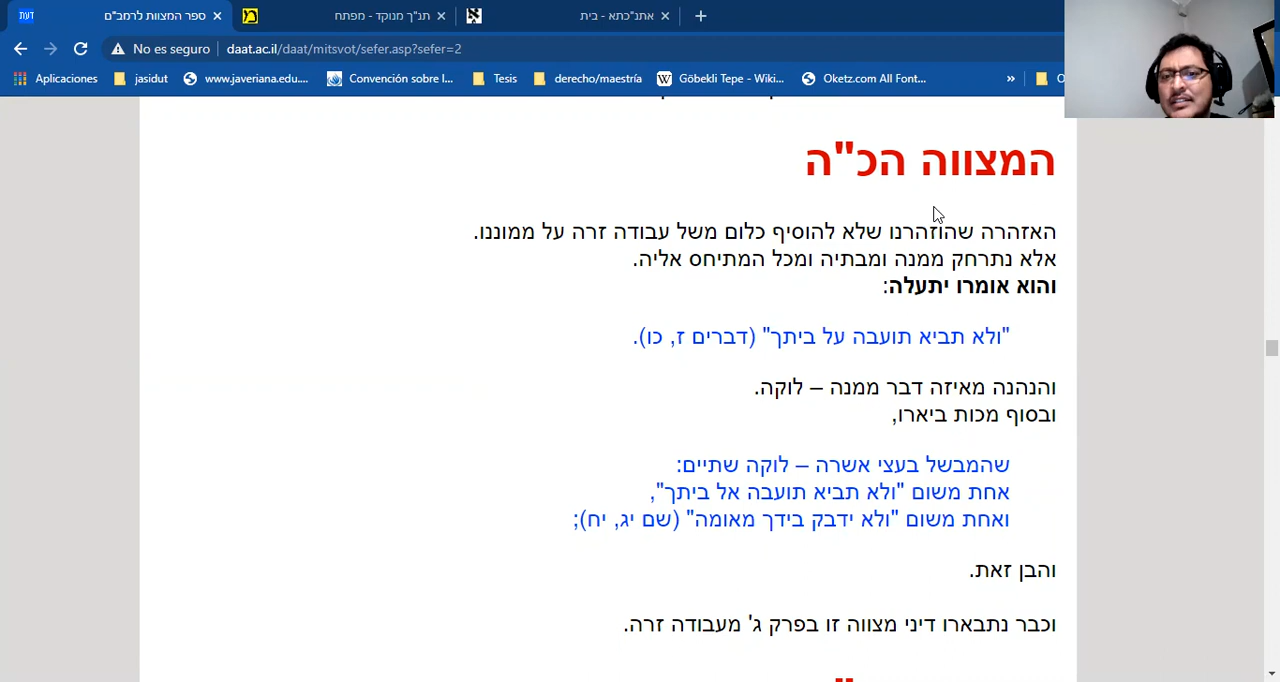 ספר המצוות לרמב"ם
תנ"ך מנוקד - מפתח
אתנ"כתא - בית
No es seguro
daat.ac.il/daat/mitsvot/sefer.asp?sefer=2
Aplicaciones
jasidut
www.javeriana.edu....
Convención sobre l...
Tesis
derecho/maestría
Göbekli Tepe - Wiki...
Oketz.com All Font...
»
O
המצווה הכ"ה
האזהרה שהוזהרנו שלא להוסיף כלום משל עבודה זרה על ממוננו.
אלא נתרחק ממנה ומבתיה ומכל המתיחס אליה.
והוא אומרו יתעלה:
"ולא תביא תועבה על ביתך" (דברים ז, כו).
והנהנה מאיזה דבר ממנה – לוקה.
ובסוף מכות ביארו,
שהמבשל בעצי אשרה – לוקה שתיים:
אחת משום "ולא תביא תועבה אל ביתך",
ואחת משום "ולא ידבק בידך מאומה" (שם יג, יח);
והבן זאת.
וכבר נתבארו דיני מצווה זו בפרק ג' מעבודה זרה.